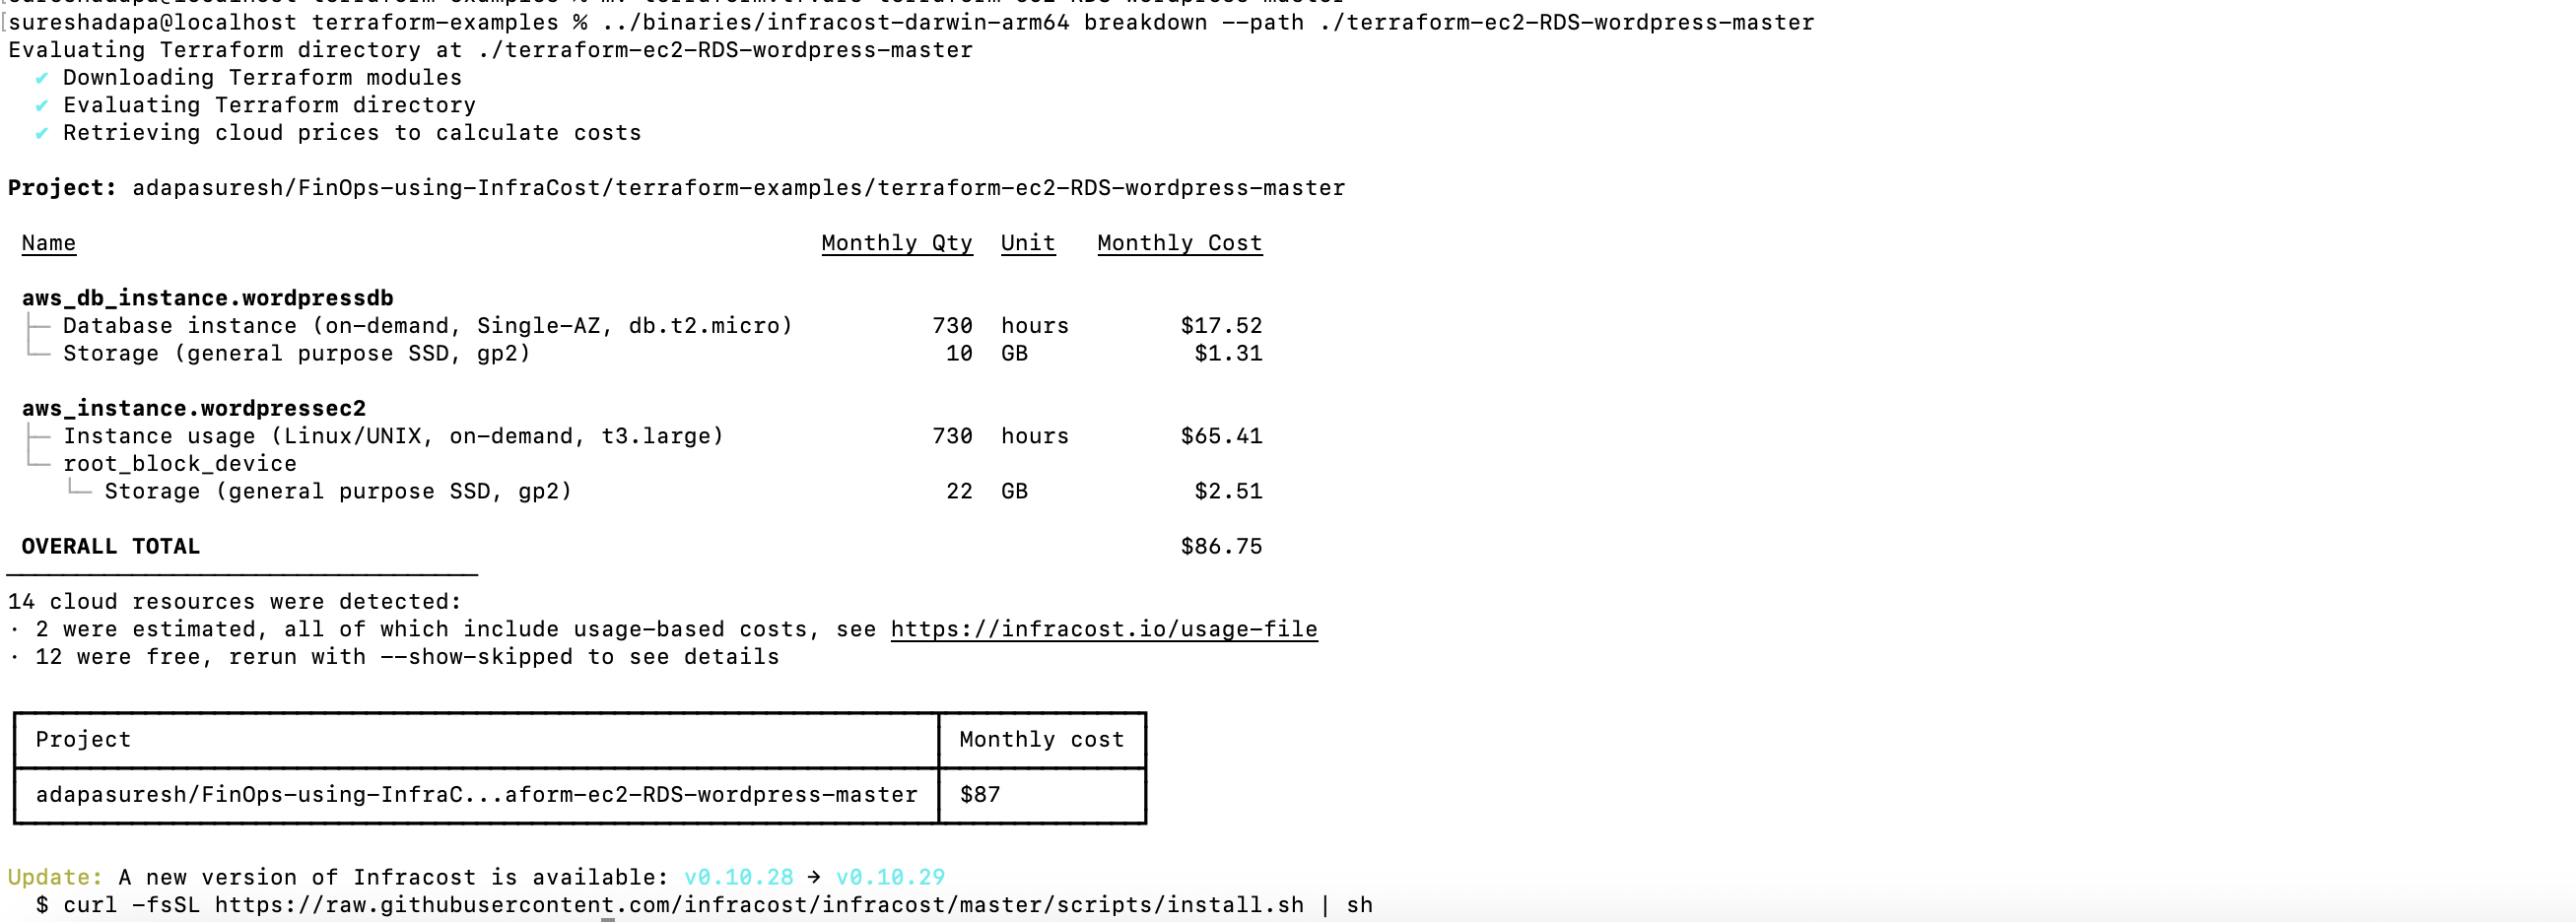 [sureshadapa@localhost terraform-examples % ../binaries/infracost-darwin-arm64 breakdown --path ./terraform-ec2-RDS-wordpress-master
Evaluating Terraform directory at ./terraform-ec2-RDS-wordpress-master
✔ Downloading Terraform modules
✔ Evaluating Terraform directory
✔ Retrieving cloud prices to calculate costs
Project: adapasuresh/FinOps-using-InfraCost/terraform-examples/terraform-ec2-RDS-wordpress-master
Name Monthly Qty Unit Monthly Cost
aws_db_instance.wordpressdb
├─ Database instance (on-demand, Single-AZ, db.t2.micro) 730 hours $17.52
└─ Storage (general purpose SSD, gp2) 10 GB $1.31
aws_instance.wordpressec2
├─ Instance usage (Linux/UNIX, on-demand, t3.large) 730 hours $65.41
└─ root_block_device
└─ Storage (general purpose SSD, gp2) 22 GB $2.51
OVERALL TOTAL $86.75
14 cloud resources were detected:
· 2 were estimated, all of which include usage-based costs, see https://infracost.io/usage-file
· 12 were free, rerun with --show-skipped to see details
Project Monthly cost
adapasuresh/FinOps-using-InfraC...aform-ec2-RDS-wordpress-master $87
Update: A new version of Infracost is available: v0.10.28 → v0.10.29
$ curl -fsSL https://raw.githubusercontent.com/infracost/infracost/master/scripts/install.sh | sh